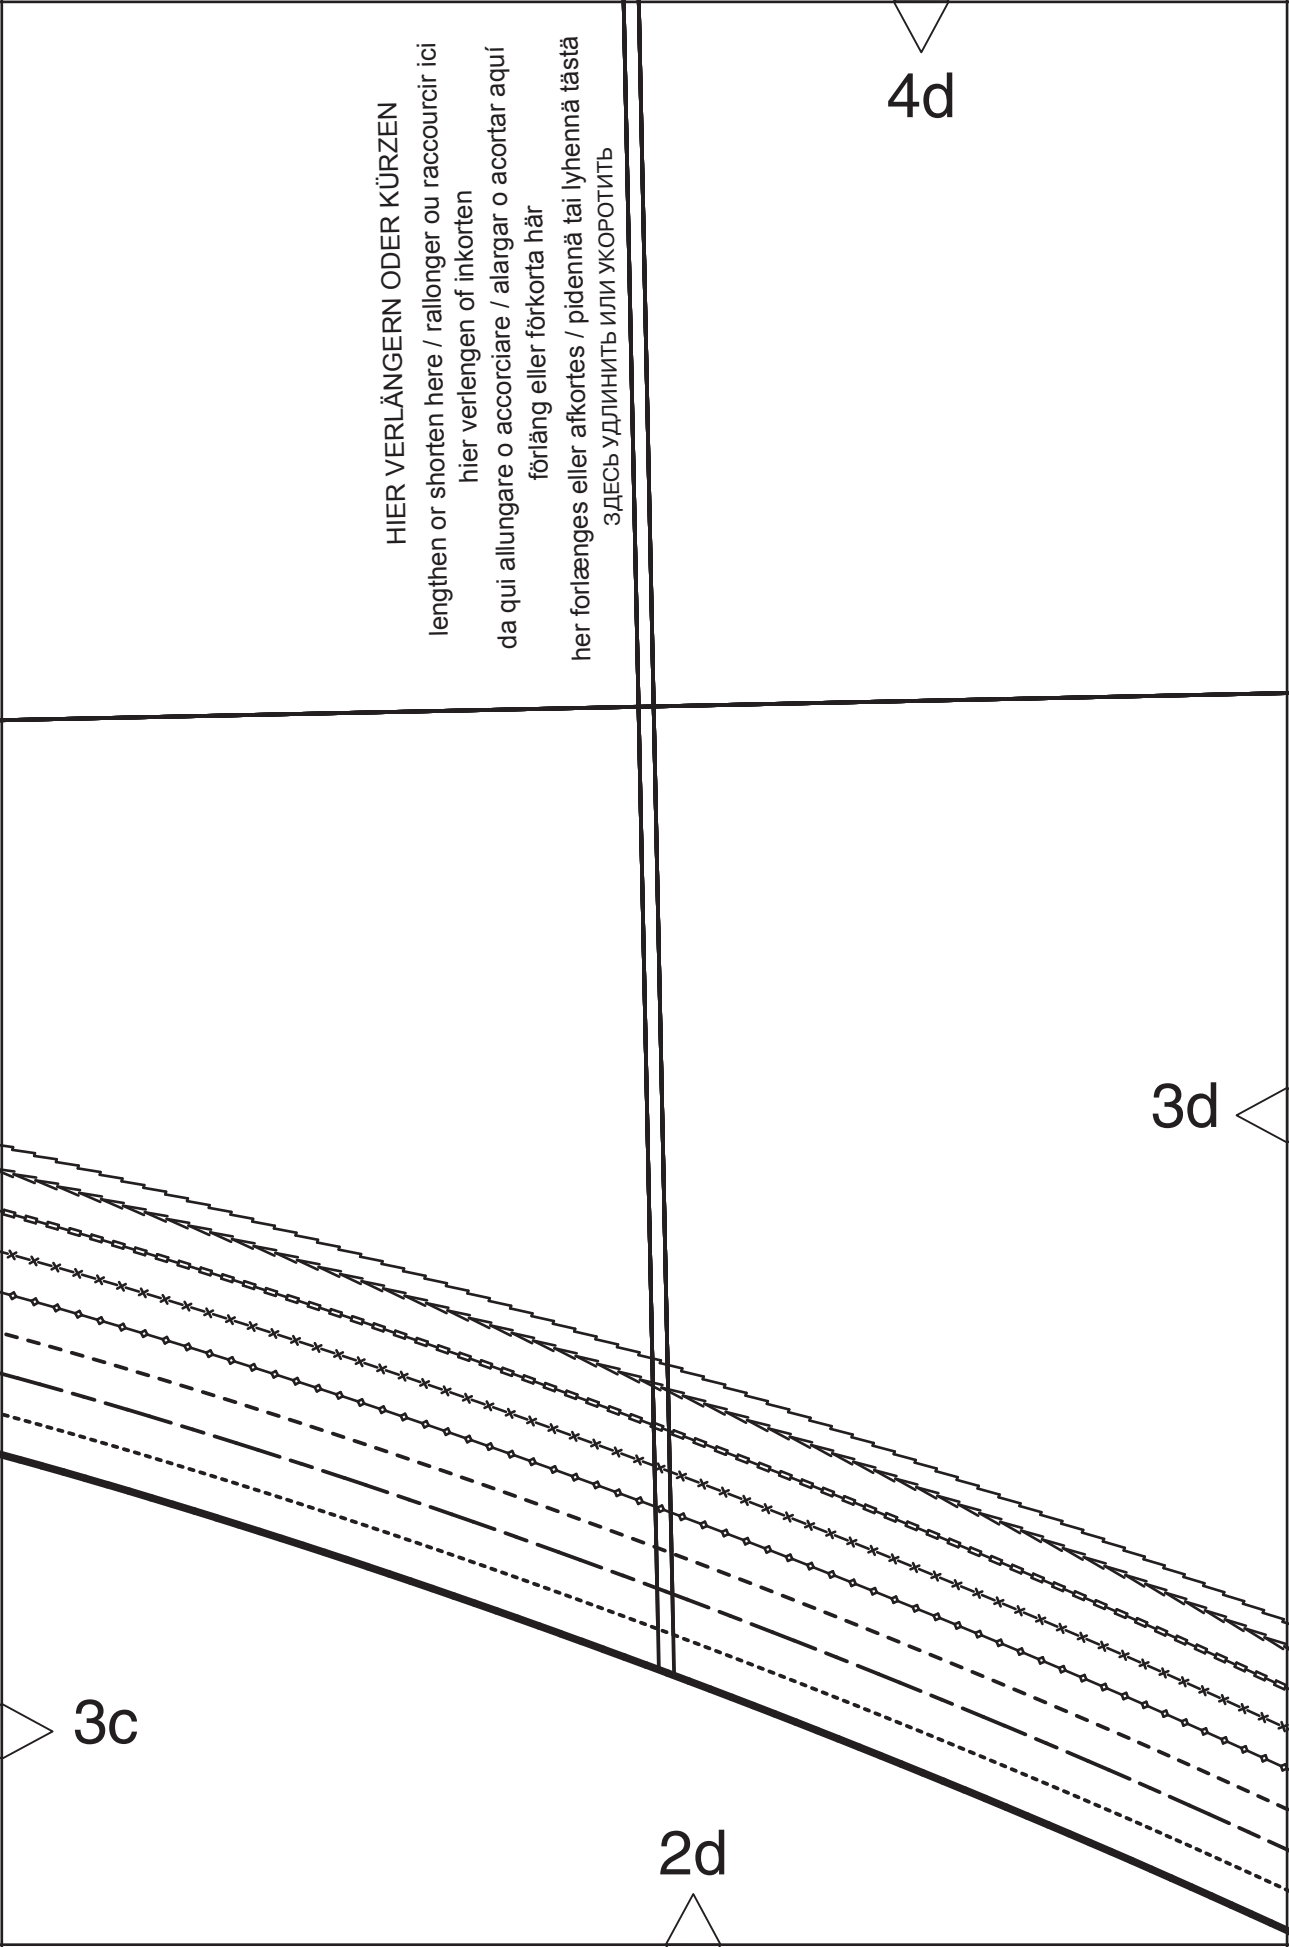 4d
HIER VERLÄNGERN ODER KÜRZEN
lengthen or shorten here / rallonger ou raccourcir ici
hier verlengen of inkorten
da qui allungare o accorciare / alargar o acortar aquí
förläng eller förkorta här
her forlænges eller afkortes / pidennä tai lyhennä tästä
ЗДЕСЬ УДЛИНИТЬ ИЛИ УКОРОТИТЬ
3d
3c
2d